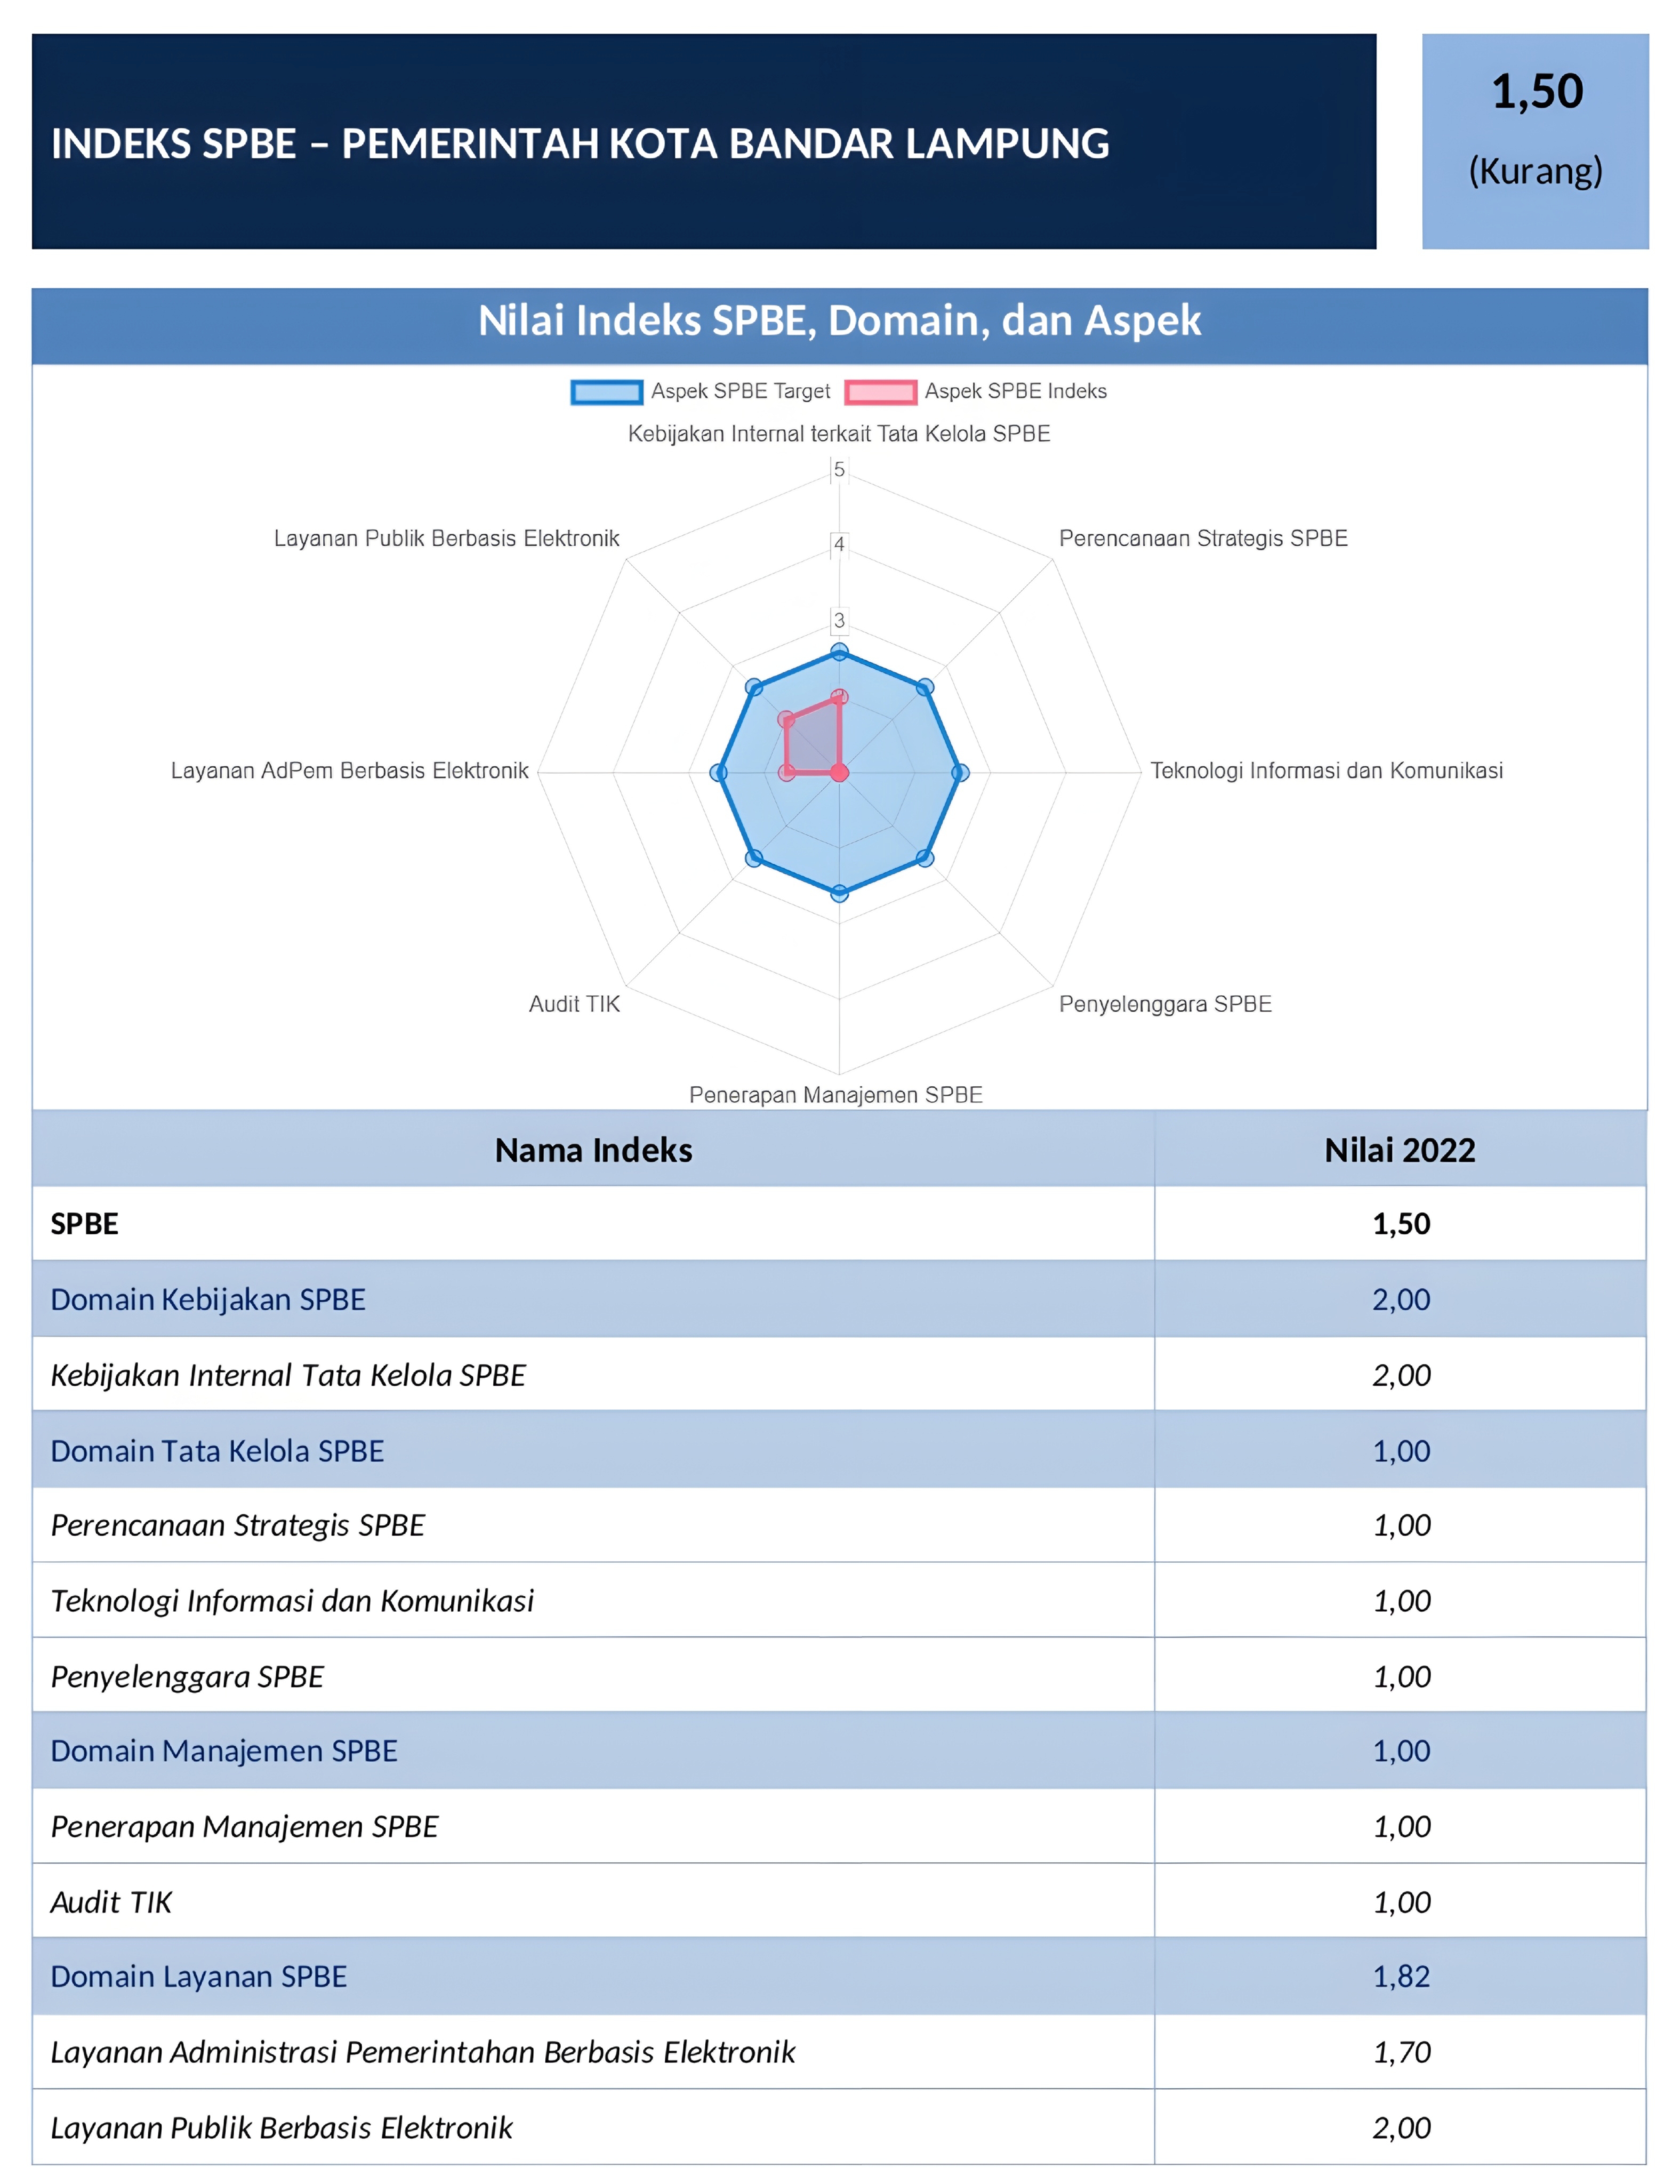 INDEKS SPBE – PEMERINTAH KOTA BANDAR LAMPUNG
1,50
(Kurang)
Nilai Indeks SPBE, Domain, dan Aspek
Aspek SPBE Target
Aspek SPBE Indeks
Kebijakan Internal terkait Tata Kelola SPBE
5
Layanan Publik Berbasis Elektronik
Perencanaan Strategis SPBE
4
3
Layanan AdPem Berbasis Elektronik
Teknologi Informasi dan Komunikasi
Audit TIK
Penyelenggara SPBE
Penerapan Manajemen SPBE
Nama Indeks Nilai 2022
SPBE 1,50
Domain Kebijakan SPBE 2,00
Kebijakan Internal Tata Kelola SPBE 2,00
Domain Tata Kelola SPBE 1,00
Perencanaan Strategis SPBE 1,00
Teknologi Informasi dan Komunikasi 1,00
Penyelenggara SPBE 1,00
Domain Manajemen SPBE 1,00
Penerapan Manajemen SPBE 1,00
Audit TIK 1,00
Domain Layanan SPBE 1,82
Layanan Administrasi Pemerintahan Berbasis Elektronik 1,70
Layanan Publik Berbasis Elektronik 2,00